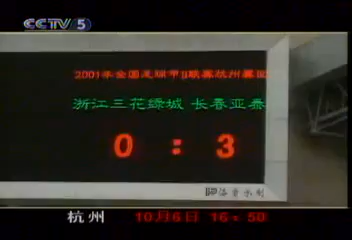 CCTV 5
2001年全国足球甲B联赛杭州赛区
浙江三花绿城 长春亚泰
0 : 3
杭州 10月6日 16:50